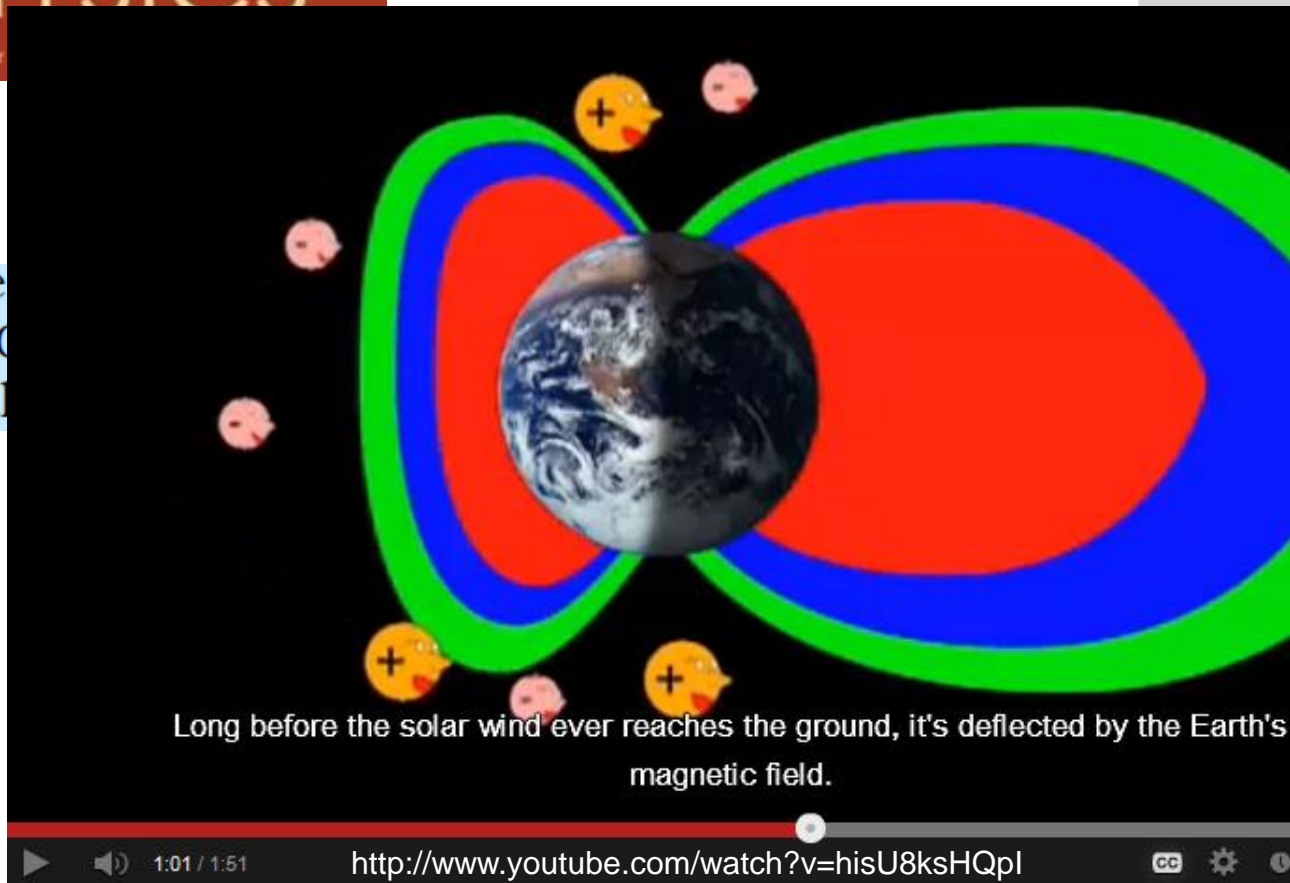 +
-
-
-
+
+
-
Long before the solar wind ever reaches the ground, it's deflected by the Earth's
magnetic field.
1:01 / 1:51
http://www.youtube.com/watch?v=hisU8ksHQpI
CC